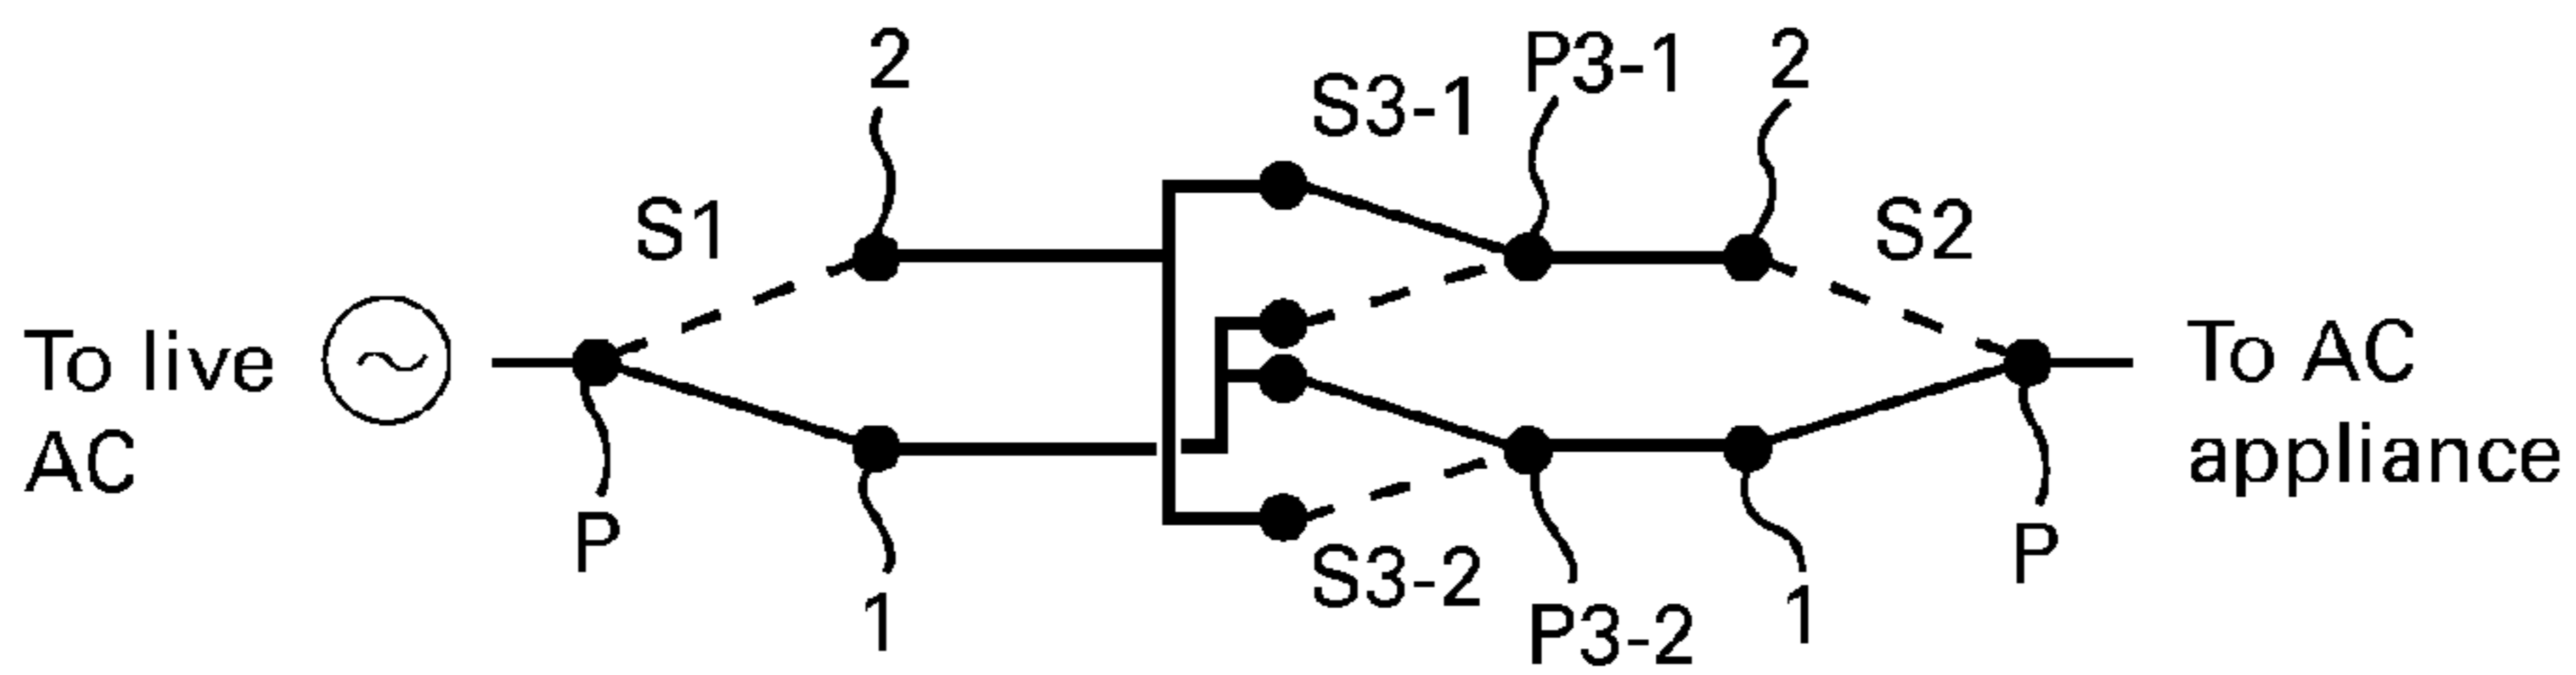 2
S3-1
P3-1
2
S1
S2
To live
AC
To AC
appliance
P
1
S3-2
P3-2
1
P